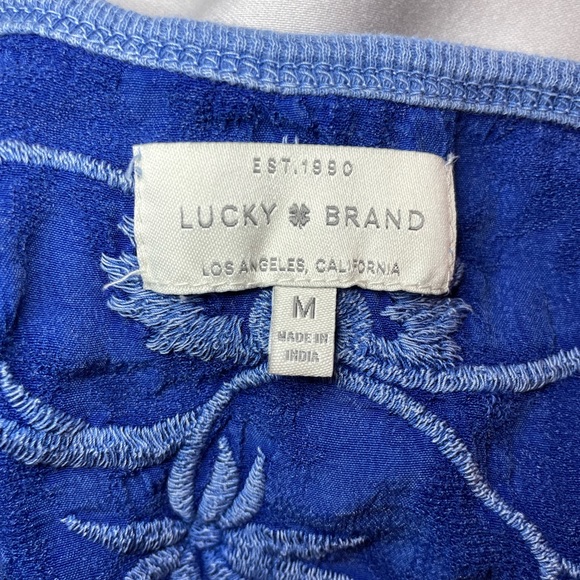 EST.1990
LUCKY BRAND
LOS ANGELES, CALIFORNIA
M
MADE IN
INDIA